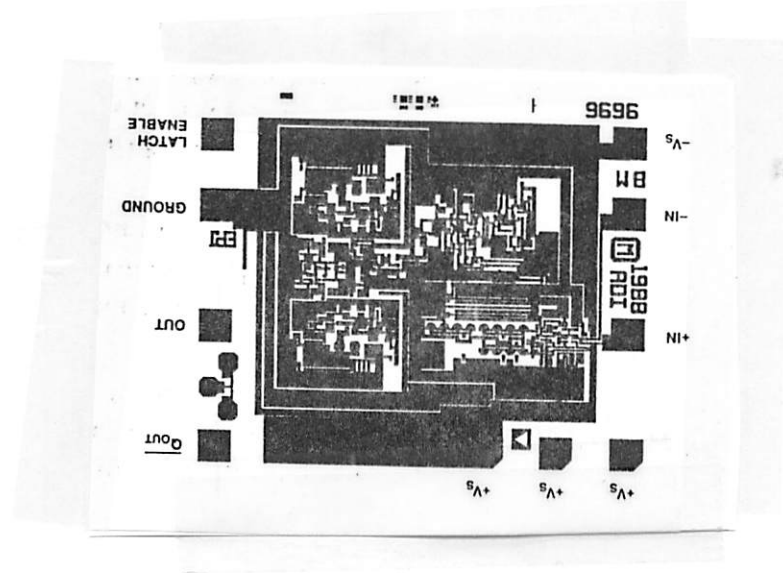 +VS
+VS
+VS
Q̅OUT
+IN
OUT
1988
ADI
M
EPI
-IN
GROUND
BM
-VS
LATCH
ENABLE
9696